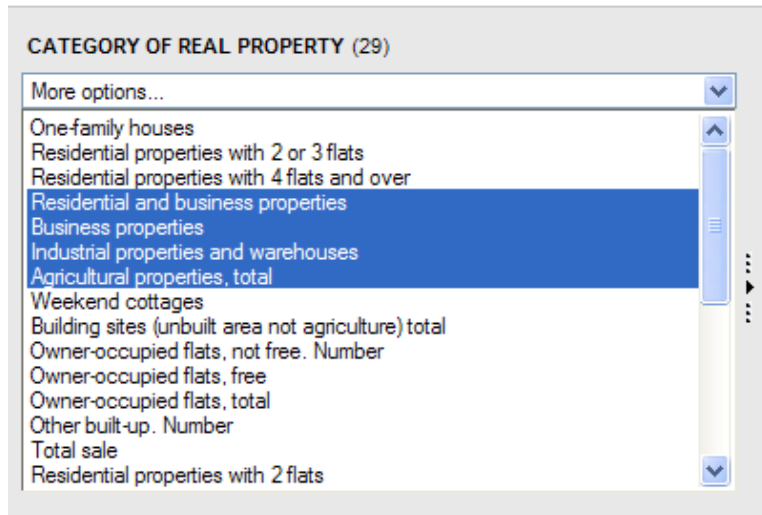 CATEGORY OF REAL PROPERTY (29)
More options...
One-family houses
Residential properties with 2 or 3 flats
Residential properties with 4 flats and over
Residential and business properties
Business properties
Industrial properties and warehouses
Agricultural properties, total
Weekend cottages
Building sites (unbuilt area not agriculture) total
Owner-occupied flats, not free. Number
Owner-occupied flats, free
Owner-occupied flats, total
Other built-up. Number
Total sale
Residential properties with 2 flats